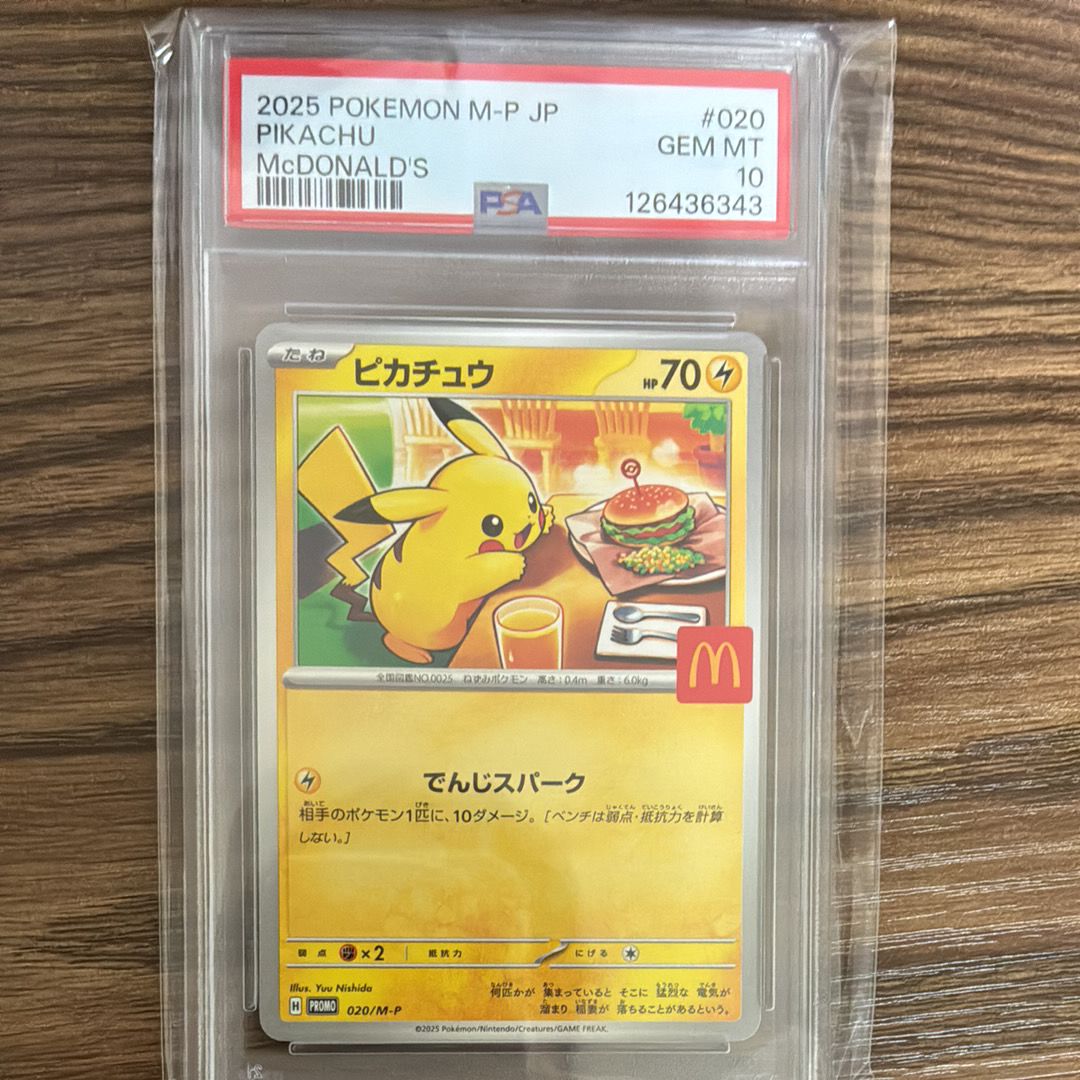 2025 POKEMON M-P JP
#020
PIKACHU
GEM MT
McDONALD'S
10
PSA
126436343
たね
ピカチュウ
HP70
全国図鑑NO.0025 ねずみポケモン 高さ:0.4m 重さ:6.0kg
でんじスパーク
相手のポケモン1匹に、10ダメージ。[ベンチは弱点・抵抗力を計算
しない。]
弱点 ×2 抵抗力 にげる
Illus. Yuu Nishida
何匹かが 集まっていると そこに 猛烈な 電気が
溜まり 稲妻が 落ちることがあるという。
H PROMO 020/M-P
©2025 Pokémon/Nintendo/Creatures/GAME FREAK.